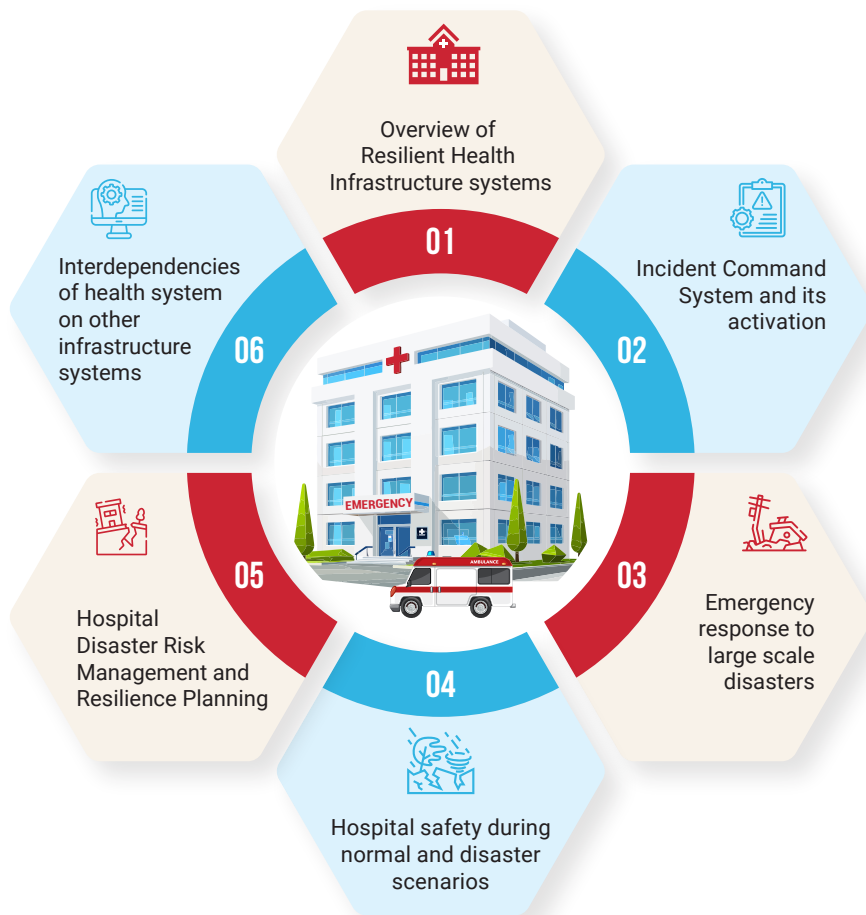 Overview of
Resilient Health
Infrastructure systems
01
Incident Command
System and its
activation
02
Emergency
response to
large scale
disasters
03
Hospital safety during
normal and disaster
scenarios
04
Hospital
Disaster Risk
Management and
Resilience Planning
05
Interdependencies
of health system
on other
infrastructure
systems
06
EMERGENCY
AMBULANCE